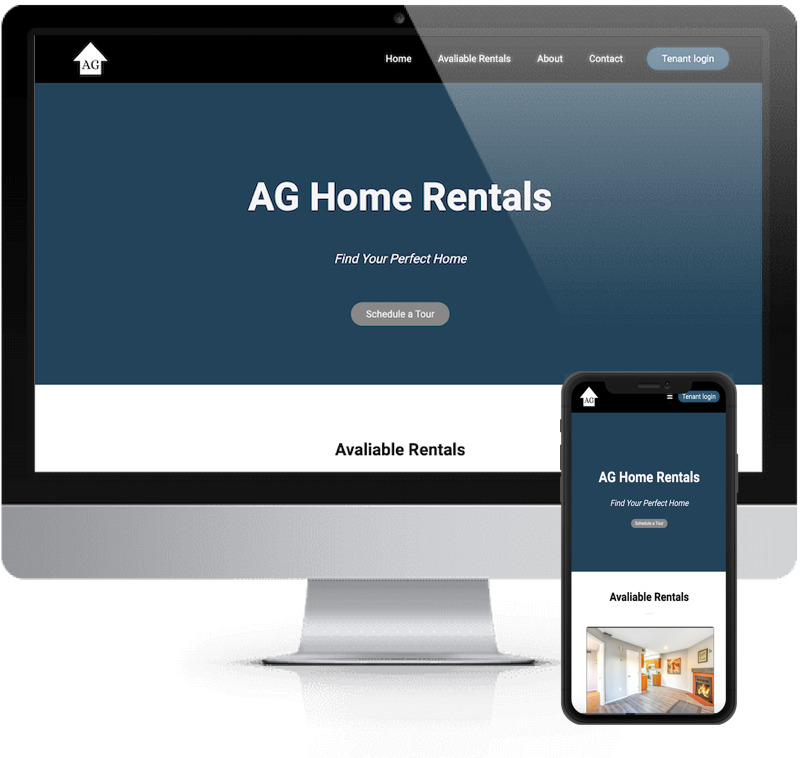 AG
Home Avaliable Rentals About Contact Tenant login
AG Home Rentals
Find Your Perfect Home
Schedule a Tour
Avaliable Rentals
AG
Tenant login
AG Home Rentals
Find Your Perfect Home
Schedule a Tour
Avaliable Rentals